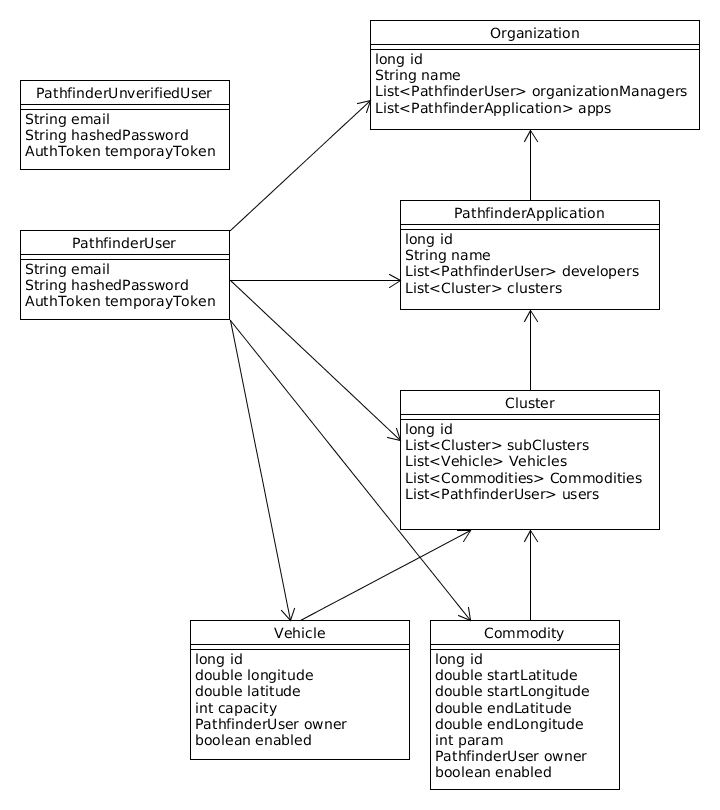 Organization
long id
String name
List<PathfinderUser> organizationManagers
List<PathfinderApplication> apps
PathfinderUnverifiedUser
String email
String hashedPassword
AuthToken temporayToken
PathfinderUser
String email
String hashedPassword
AuthToken temporayToken
PathfinderApplication
long id
String name
List<PathfinderUser> developers
List<Cluster> clusters
Cluster
long id
List<Cluster> subClusters
List<Vehicle> Vehicles
List<Commodities> Commodities
List<PathfinderUser> users
Vehicle
long id
double longitude
double latitude
int capacity
PathfinderUser owner
boolean enabled
Commodity
long id
double startLatitude
double startLongitude
double endLatitude
double endLongitude
int param
PathfinderUser owner
boolean enabled